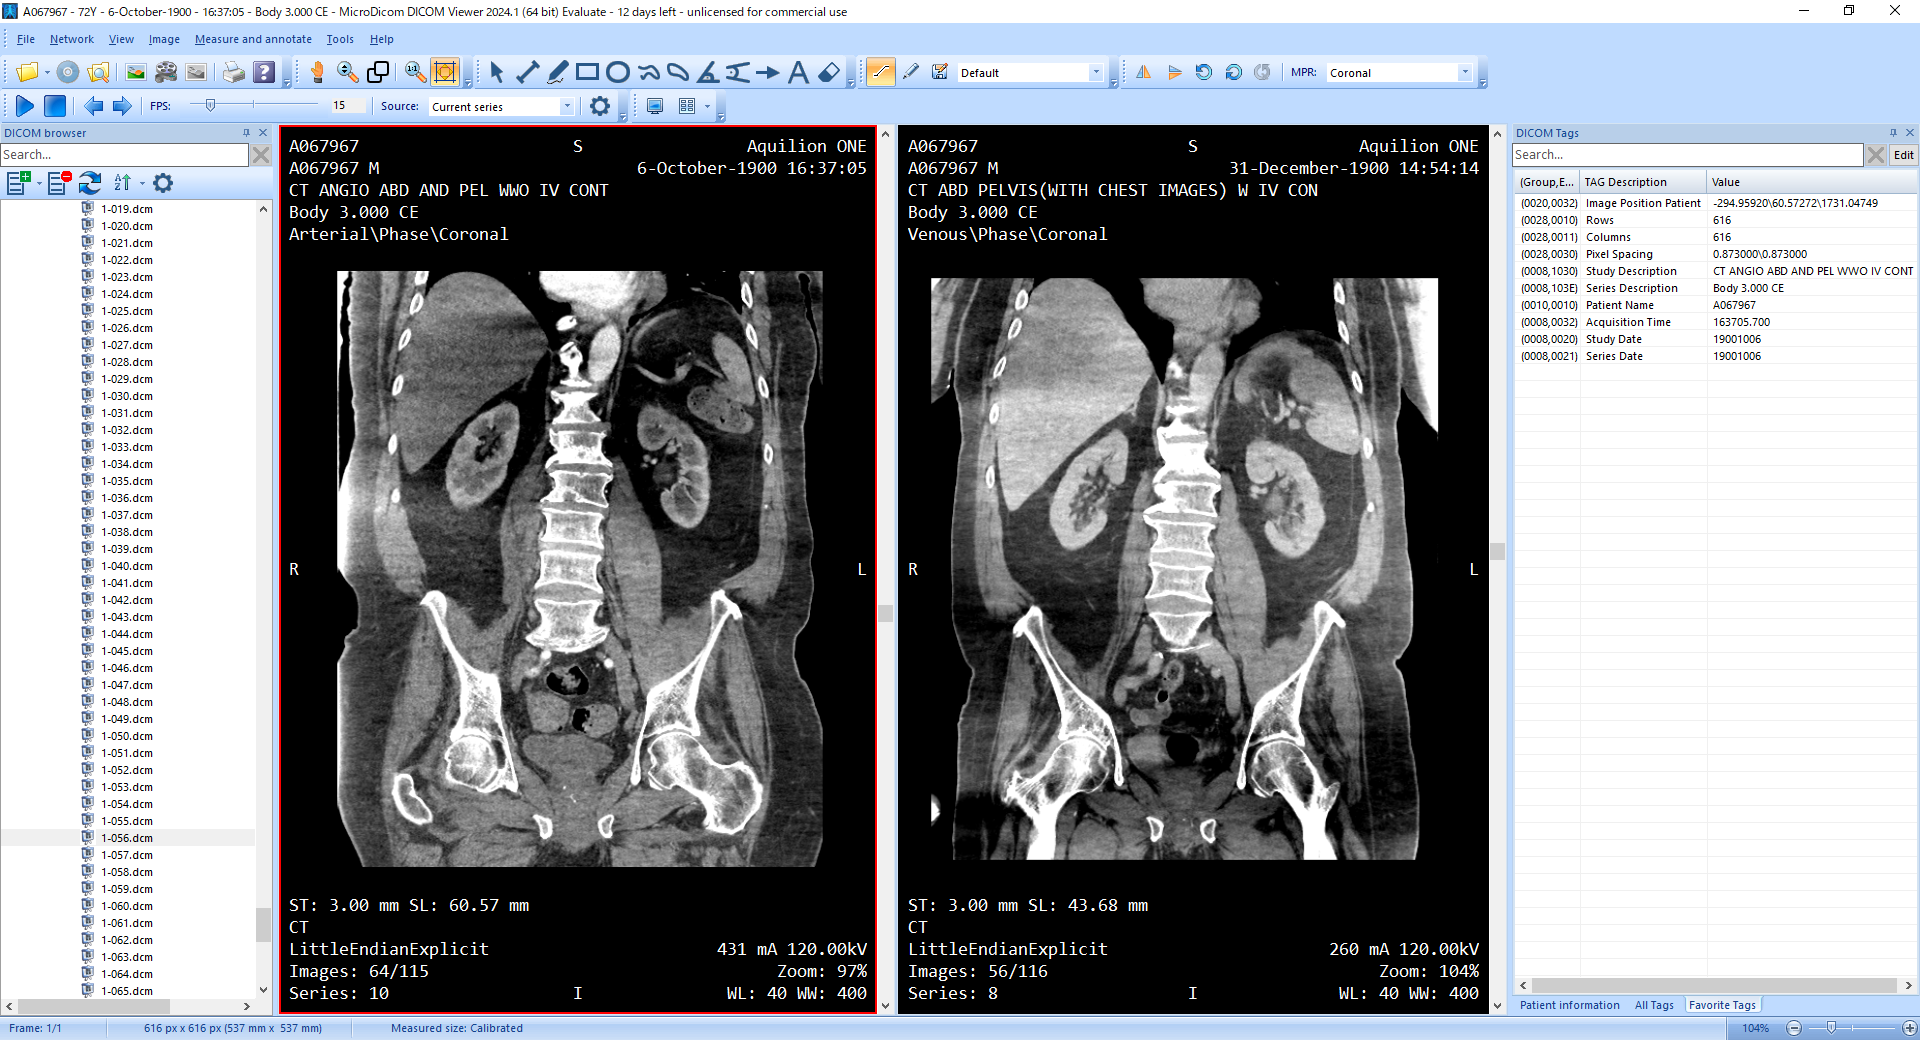 A067967 - 72Y - 6-October-1900 - 16:37:05 - Body 3.000 CE - MicroDicom DICOM Viewer 2024.1 (64 bit) Evaluate - 12 days left - unlicensed for commercial use
File Network View Image Measure and annotate Tools Help
1:1 Default MPR: Coronal
FPS: 15 Source: Current series
DICOM browser
Search...
1-019.dcm
1-020.dcm
1-021.dcm
1-022.dcm
1-023.dcm
1-024.dcm
1-025.dcm
1-026.dcm
1-027.dcm
1-028.dcm
1-029.dcm
1-030.dcm
1-031.dcm
1-032.dcm
1-033.dcm
1-034.dcm
1-035.dcm
1-036.dcm
1-037.dcm
1-038.dcm
1-039.dcm
1-040.dcm
1-041.dcm
1-042.dcm
1-043.dcm
1-044.dcm
1-045.dcm
1-046.dcm
1-047.dcm
1-048.dcm
1-049.dcm
1-050.dcm
1-051.dcm
1-052.dcm
1-053.dcm
1-054.dcm
1-055.dcm
1-056.dcm
1-057.dcm
1-058.dcm
1-059.dcm
1-060.dcm
1-061.dcm
1-062.dcm
1-063.dcm
1-064.dcm
1-065.dcm
A067967 S Aquilion ONE
A067967 M 6-October-1900 16:37:05
CT ANGIO ABD AND PEL WWO IV CONT
Body 3.000 CE
Arterial\Phase\Coronal
R L
ST: 3.00 mm SL: 60.57 mm
CT
LittleEndianExplicit 431 mA 120.00kV
Images: 64/115 Zoom: 97%
Series: 10 I WL: 40 WW: 400
A067967 S Aquilion ONE
A067967 M 31-December-1900 14:54:14
CT ABD PELVIS(WITH CHEST IMAGES) W IV CON
Body 3.000 CE
Venous\Phase\Coronal
R L
ST: 3.00 mm SL: 43.68 mm
CT
LittleEndianExplicit 260 mA 120.00kV
Images: 56/116 Zoom: 104%
Series: 8 I WL: 40 WW: 400
DICOM Tags
Search... Edit
(Group,E... TAG Description Value
(0020,0032) Image Position Patient -294.95920\60.57272\1731.04749
(0028,0010) Rows 616
(0028,0011) Columns 616
(0028,0030) Pixel Spacing 0.873000\0.873000
(0008,1030) Study Description CT ANGIO ABD AND PEL WWO IV CONT
(0008,103E) Series Description Body 3.000 CE
(0010,0010) Patient Name A067967
(0008,0032) Acquisition Time 163705.700
(0008,0020) Study Date 19001006
(0008,0021) Series Date 19001006
Patient information All Tags Favorite Tags
Frame: 1/1 616 px x 616 px (537 mm x 537 mm) Measured size: Calibrated 104%